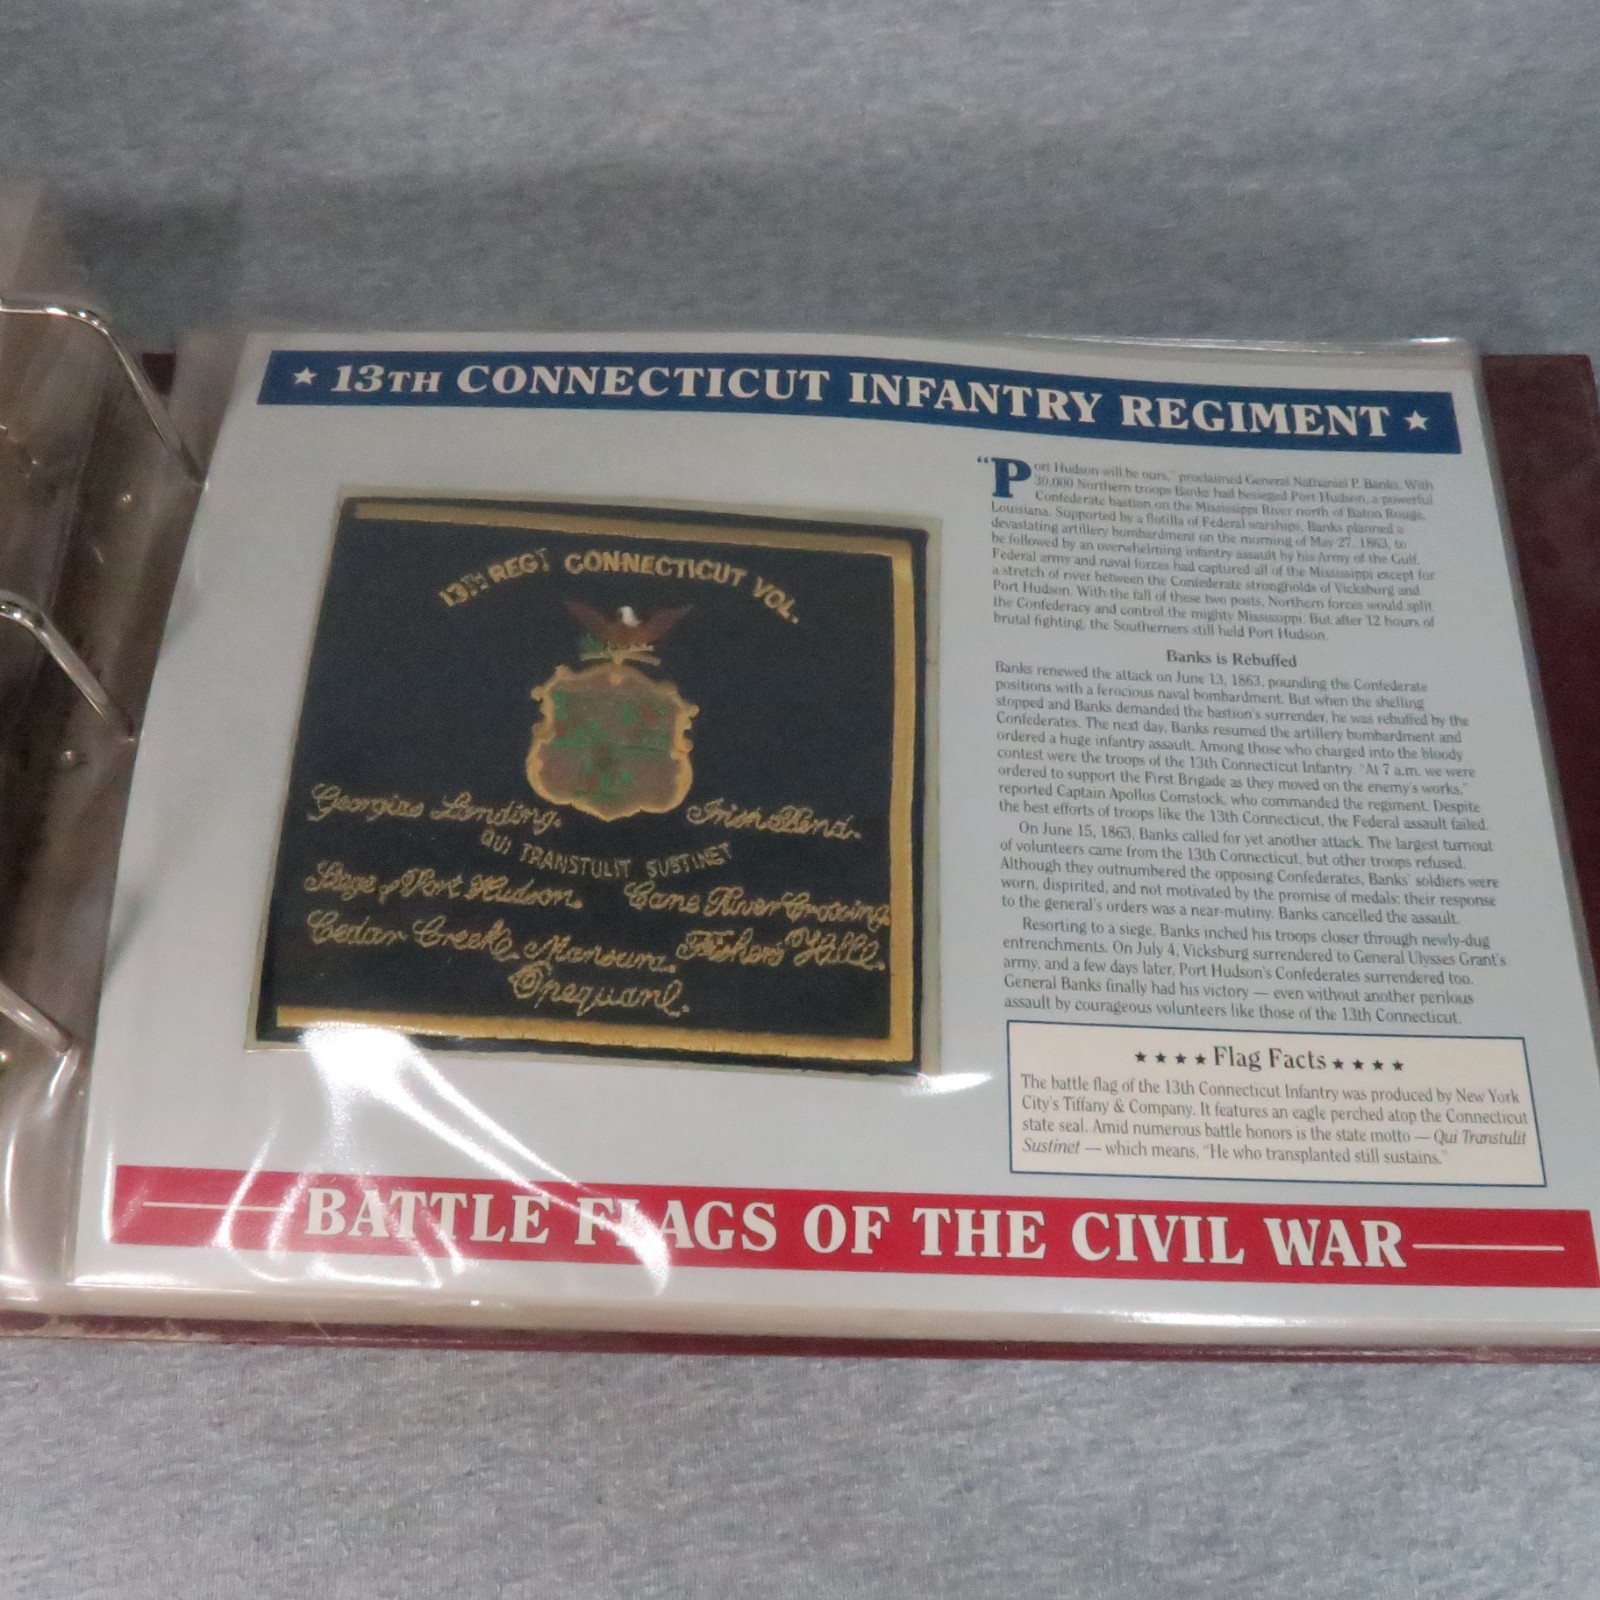 ★ 13TH CONNECTICUT INFANTRY REGIMENT ★
13TH REGT CONNECTICUT VOL.
Georgia Landing. Irish Bend.
QUI TRANSTULIT SUSTINET
Siege of Port Hudson. Cane River Crossing
Cedar Creek. Mansura. Fishers Hill.
Opequan.
“Port Hudson will be ours,” proclaimed General Nathaniel P. Banks. With
30,000 Northern troops Banks had besieged Port Hudson, a powerful
Confederate bastion on the Mississippi River north of Baton Rouge,
Louisiana. Supported by a flotilla of Federal warships, Banks planned a
devastating artillery bombardment on the morning of May 27, 1863, to
be followed by an overwhelming infantry assault by his Army of the Gulf.
Federal army and naval forces had captured all of the Mississippi except for
a stretch of river between the Confederate strongholds of Vicksburg and
Port Hudson. With the fall of these two posts, Northern forces would split
the Confederacy and control the mighty Mississippi. But after 12 hours of
brutal fighting, the Southerners still held Port Hudson.
Banks is Rebuffed
Banks renewed the attack on June 13, 1863, pounding the Confederate
positions with a ferocious naval bombardment. But when the shelling
stopped and Banks demanded the bastion's surrender, he was rebuffed by the
Confederates. The next day, Banks resumed the artillery bombardment and
ordered a huge infantry assault. Among those who charged into the bloody
contest were the troops of the 13th Connecticut Infantry. “At 7 a.m. we were
ordered to support the First Brigade as they moved on the enemy's works,”
reported Captain Apollos Comstock, who commanded the regiment. Despite
the best efforts of troops like the 13th Connecticut, the Federal assault failed.
On June 15, 1863, Banks called for yet another attack. The largest turnout
of volunteers came from the 13th Connecticut, but other troops refused.
Although they outnumbered the opposing Confederates, Banks' soldiers were
worn, dispirited, and not motivated by the promise of medals: their response
to the general's orders was a near-mutiny. Banks cancelled the assault.
Resorting to a siege, Banks inched his troops closer through newly-dug
entrenchments. On July 4, Vicksburg surrendered to General Ulysses Grant's
army, and a few days later, Port Hudson's Confederates surrendered too.
General Banks finally had his victory — even without another perilous
assault by courageous volunteers like those of the 13th Connecticut.
★ ★ ★ ★ Flag Facts ★ ★ ★ ★
The battle flag of the 13th Connecticut Infantry was produced by New York
City's Tiffany & Company. It features an eagle perched atop the Connecticut
state seal. Amid numerous battle honors is the state motto — Qui Transtulit
Sustinet — which means, “He who transplanted still sustains.”
BATTLE FLAGS OF THE CIVIL WAR